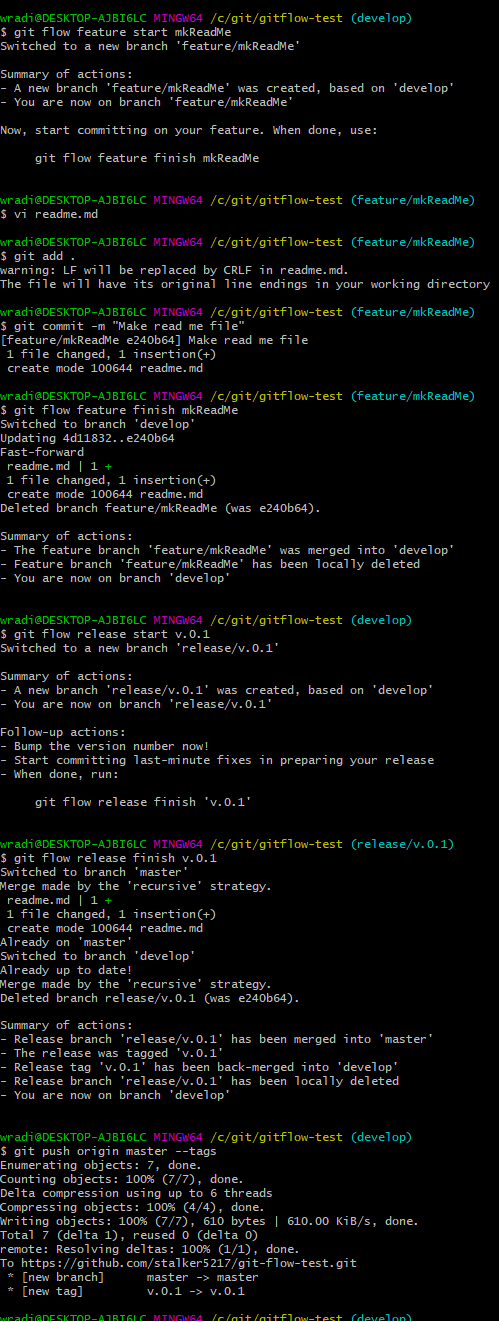 wradi@DESKTOP-AJBI6LC MINGW64 /c/git/gitflow-test (develop)
$ git flow feature start mkReadMe
Switched to a new branch 'feature/mkReadMe'

Summary of actions:
- A new branch 'feature/mkReadMe' was created, based on 'develop'
- You are now on branch 'feature/mkReadMe'

Now, start committing on your feature. When done, use:

     git flow feature finish mkReadMe

wradi@DESKTOP-AJBI6LC MINGW64 /c/git/gitflow-test (feature/mkReadMe)
$ vi readme.md

wradi@DESKTOP-AJBI6LC MINGW64 /c/git/gitflow-test (feature/mkReadMe)
$ git add .
warning: LF will be replaced by CRLF in readme.md.
The file will have its original line endings in your working directory

wradi@DESKTOP-AJBI6LC MINGW64 /c/git/gitflow-test (feature/mkReadMe)
$ git commit -m "Make read me file"
[feature/mkReadMe e240b64] Make read me file
 1 file changed, 1 insertion(+)
 create mode 100644 readme.md

wradi@DESKTOP-AJBI6LC MINGW64 /c/git/gitflow-test (feature/mkReadMe)
$ git flow feature finish mkReadMe
Switched to branch 'develop'
Updating 4d11832..e240b64
Fast-forward
 readme.md | 1 +
 1 file changed, 1 insertion(+)
 create mode 100644 readme.md
Deleted branch feature/mkReadMe (was e240b64).

Summary of actions:
- The feature branch 'feature/mkReadMe' was merged into 'develop'
- Feature branch 'feature/mkReadMe' has been locally deleted
- You are now on branch 'develop'

wradi@DESKTOP-AJBI6LC MINGW64 /c/git/gitflow-test (develop)
$ git flow release start v.0.1
Switched to a new branch 'release/v.0.1'

Summary of actions:
- A new branch 'release/v.0.1' was created, based on 'develop'
- You are now on branch 'release/v.0.1'

Follow-up actions:
- Bump the version number now!
- Start committing last-minute fixes in preparing your release
- When done, run:

     git flow release finish 'v.0.1'

wradi@DESKTOP-AJBI6LC MINGW64 /c/git/gitflow-test (release/v.0.1)
$ git flow release finish v.0.1
Switched to branch 'master'
Merge made by the 'recursive' strategy.
 readme.md | 1 +
 1 file changed, 1 insertion(+)
 create mode 100644 readme.md
Already on 'master'
Switched to branch 'develop'
Already up to date!
Merge made by the 'recursive' strategy.
Deleted branch release/v.0.1 (was e240b64).

Summary of actions:
- Release branch 'release/v.0.1' has been merged into 'master'
- The release was tagged 'v.0.1'
- Release tag 'v.0.1' has been back-merged into 'develop'
- Release branch 'release/v.0.1' has been locally deleted
- You are now on branch 'develop'

wradi@DESKTOP-AJBI6LC MINGW64 /c/git/gitflow-test (develop)
$ git push origin master --tags
Enumerating objects: 7, done.
Counting objects: 100% (7/7), done.
Delta compression using up to 6 threads
Compressing objects: 100% (4/4), done.
Writing objects: 100% (7/7), 610 bytes | 610.00 KiB/s, done.
Total 7 (delta 1), reused 0 (delta 0)
remote: Resolving deltas: 100% (1/1), done.
To https://github.com/stalker5217/git-flow-test.git
 * [new branch]      master -> master
 * [new tag]         v.0.1 -> v.0.1

wradi@DESKTOP-AJBI6LC MINGW64 /c/git/gitflow-test (develop)